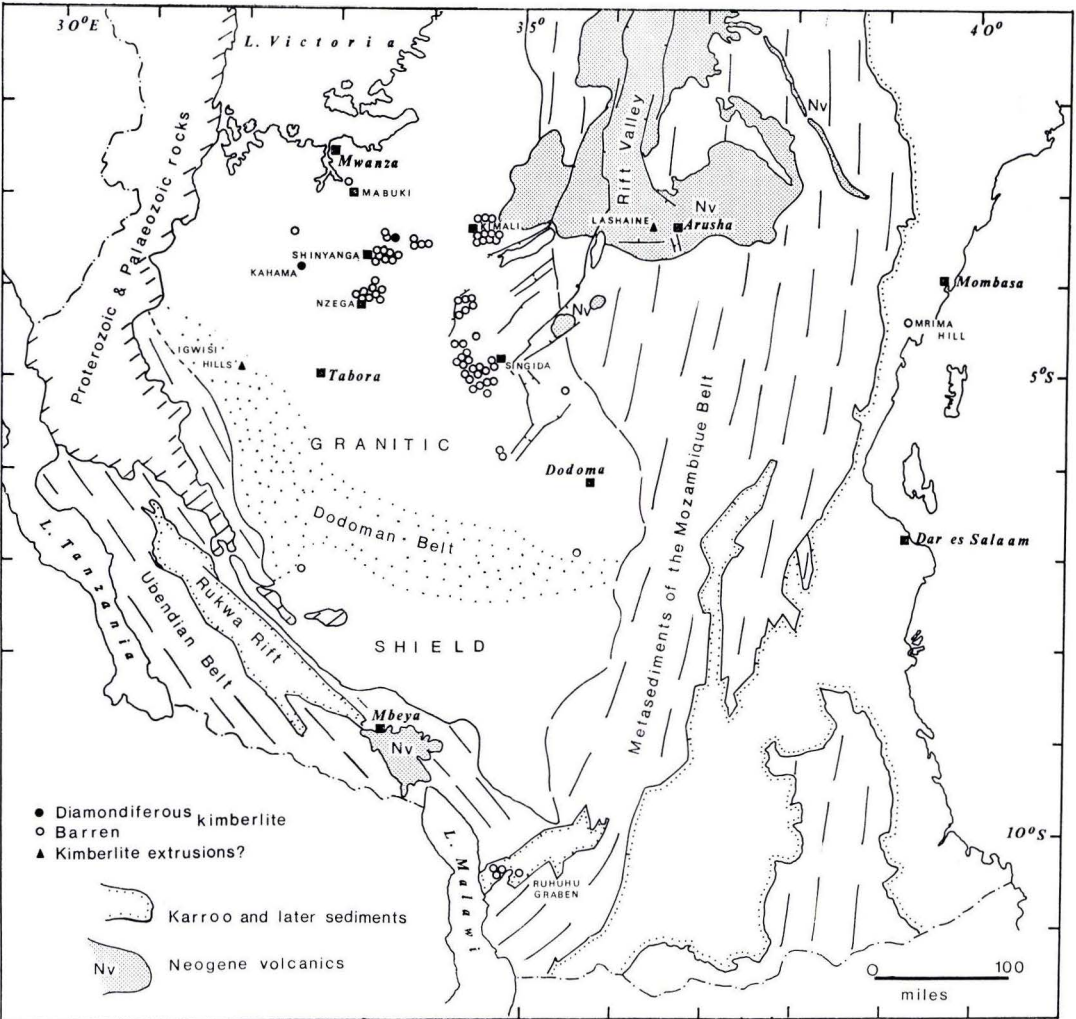 30°E
35°
40°
L. Victoria
Nv
Rift Valley
Proterozoic & Palaeozoic rocks
Mwanza
MABUKI
Nv
KIMALI
LASHAINE
Arusha
SHINYANGA
KAHAMA
Mombasa
NZEGA
Nv
MRIMA
HILL
IGWISI
HILLS
SINGIDA
Tabora
5°S
GRANITIC
Metasediments of the Mozambique Belt
Dodoma
Dodoman Belt
Dar es Salaam
L. Tanzania
Ubendian Belt
Rukwa Rift
SHIELD
Mbeya
Nv
Diamondiferous kimberlite
Barren
Kimberlite extrusions?
10°S
L. Malawi
RUHUHU
GRABEN
Karroo and later sediments
Nv
Neogene volcanics
0 100
miles